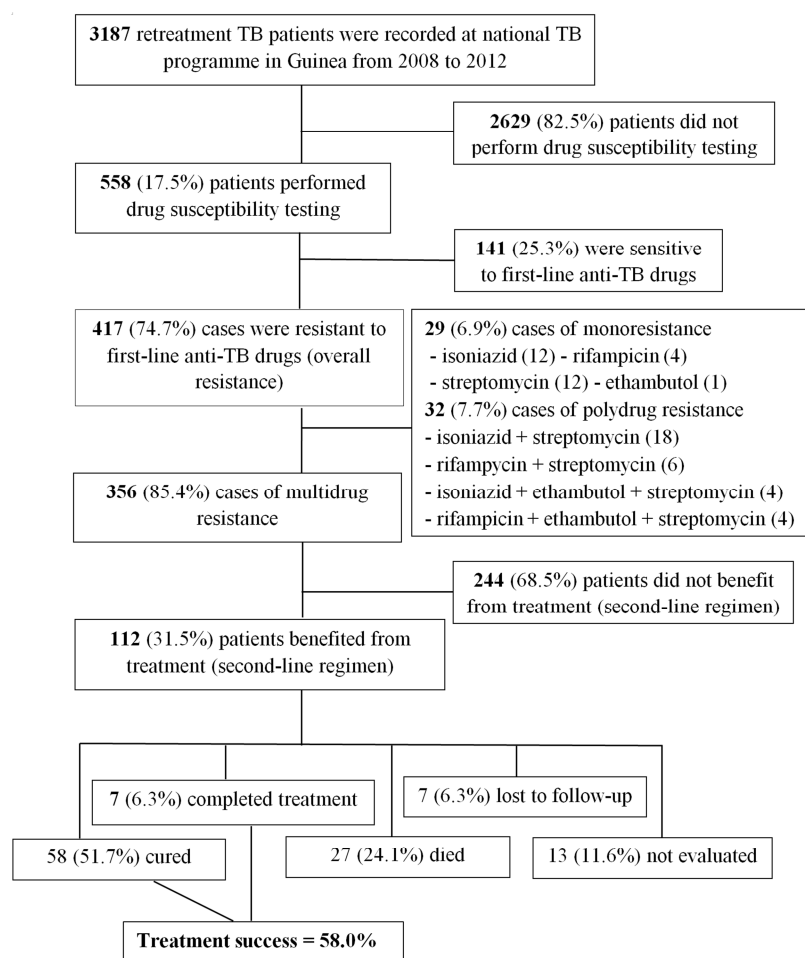 3187 retreatment TB patients were recorded at national TB
programme in Guinea from 2008 to 2012
2629 (82.5%) patients did not
perform drug susceptibility testing
558 (17.5%) patients performed
drug susceptibility testing
141 (25.3%) were sensitive
to first-line anti-TB drugs
417 (74.7%) cases were resistant to
first-line anti-TB drugs (overall
resistance)
29 (6.9%) cases of monoresistance
- isoniazid (12) - rifampicin (4)
- streptomycin (12) - ethambutol (1)
32 (7.7%) cases of polydrug resistance
- isoniazid + streptomycin (18)
- rifampycin + streptomycin (6)
- isoniazid + ethambutol + streptomycin (4)
- rifampicin + ethambutol + streptomycin (4)
356 (85.4%) cases of multidrug
resistance
244 (68.5%) patients did not benefit
from treatment (second-line regimen)
112 (31.5%) patients benefited from
treatment (second-line regimen)
7 (6.3%) completed treatment
7 (6.3%) lost to follow-up
58 (51.7%) cured
27 (24.1%) died
13 (11.6%) not evaluated
Treatment success = 58.0%